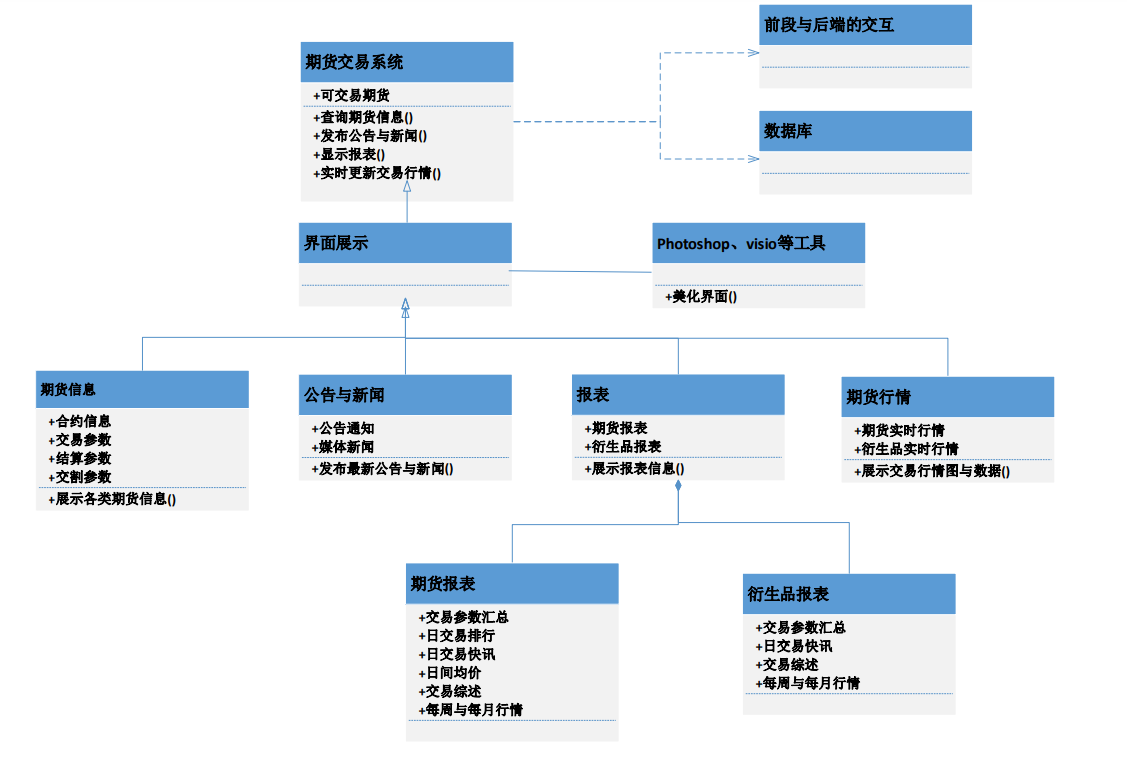 前段与后端的交互
期货交易系统
+可交易期货
+查询期货信息()
+发布公告与新闻()
+显示报表()
+实时更新交易行情()
数据库
界面展示
Photoshop、visio等工具
+美化界面()
期货信息
+合约信息
+交易参数
+结算参数
+交割参数
+展示各类期货信息()
公告与新闻
+公告通知
+媒体新闻
+发布最新公告与新闻()
报表
+期货报表
+衍生品报表
+展示报表信息()
期货行情
+期货实时行情
+衍生品实时行情
+展示交易行情图与数据()
期货报表
+交易参数汇总
+日交易排行
+日交易快讯
+日间均价
+交易综述
+每周与每月行情
衍生品报表
+交易参数汇总
+日交易快讯
+交易综述
+每周与每月行情